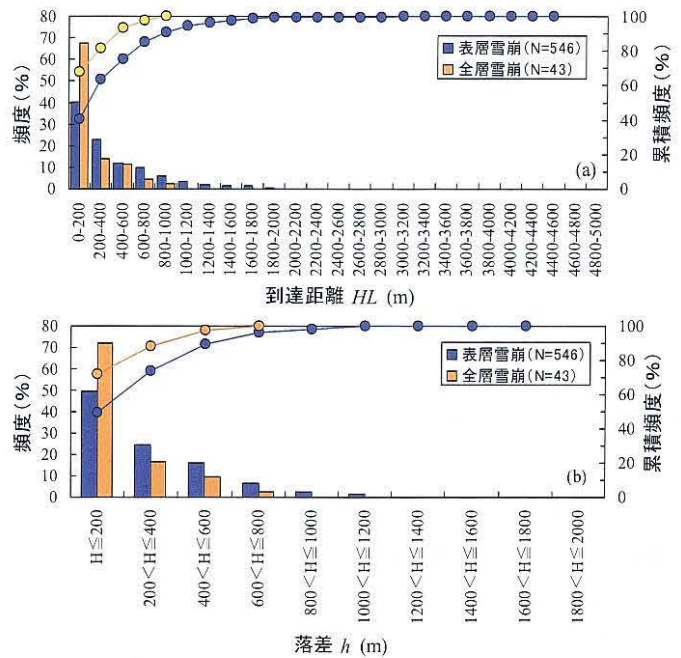 80
70
60
50
40
30
20
10
0
頻度(%)
100
80
60
40
20
0
累積頻度(%)
表層雪崩(N=546)
全層雪崩(N=43)
(a)
0-200
200-400
400-600
600-800
800-1000
1000-1200
1200-1400
1400-1600
1600-1800
1800-2000
2000-2200
2200-2400
2400-2600
2600-2800
2800-3000
3000-3200
3200-3400
3400-3600
3600-3800
3800-4000
4000-4200
4200-4400
4400-4600
4600-4800
4800-5000
到達距離 HL (m)
80
70
60
50
40
30
20
10
0
頻度(%)
100
80
60
40
20
0
累積頻度(%)
表層雪崩(N=546)
全層雪崩(N=43)
(b)
H≦200
200<H≦400
400<H≦600
600<H≦800
800<H≦1000
1000<H≦1200
1200<H≦1400
1400<H≦1600
1600<H≦1800
1800<H≦2000
落差 h (m)